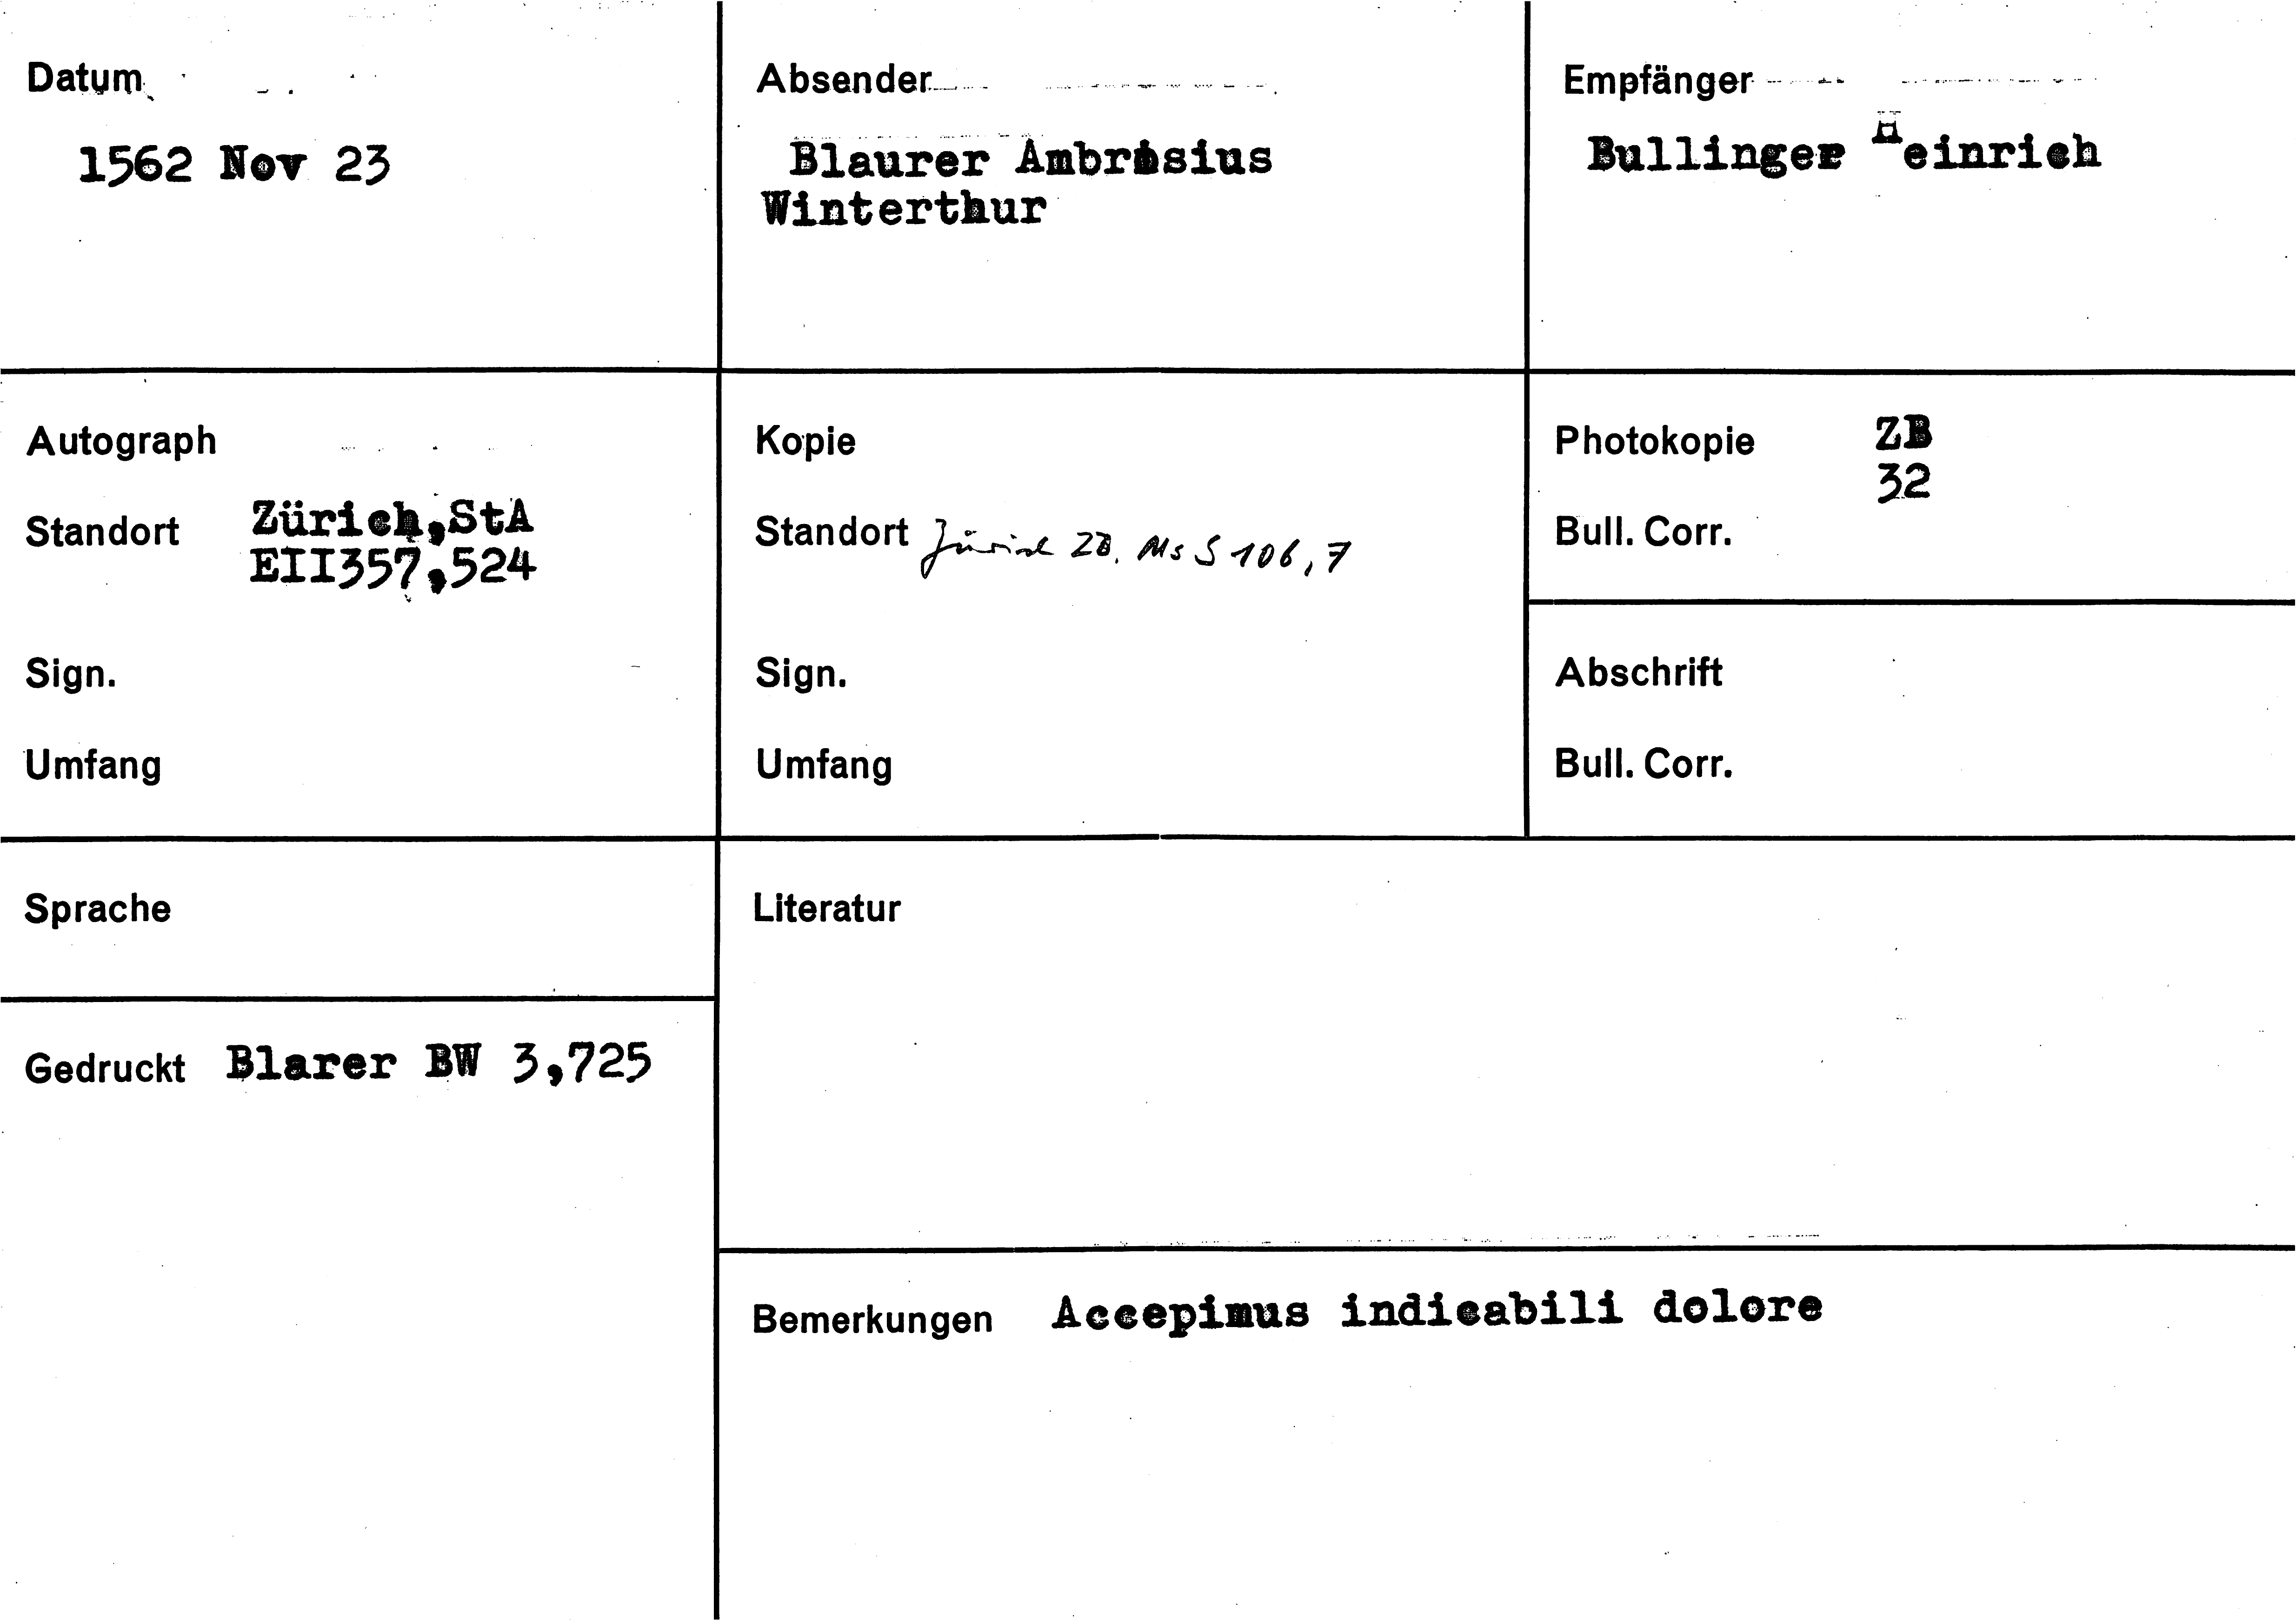 Datum
1562 Nov 23
Absender
Blaurer Ambrosius
Winterthur
Empfänger
Bullinger Heinrich
Autograph
Standort Zürich,StA
EII357,524
Sign.
Umfang
Kopie
Standort Zürich ZB, Ms S 106, 7
Sign.
Umfang
Photokopie ZB
32
Bull. Corr.
Abschrift
Bull. Corr.
Sprache
Literatur
Gedruckt Blarer BW 3,725
Bemerkungen Accepimus indicabili dolore